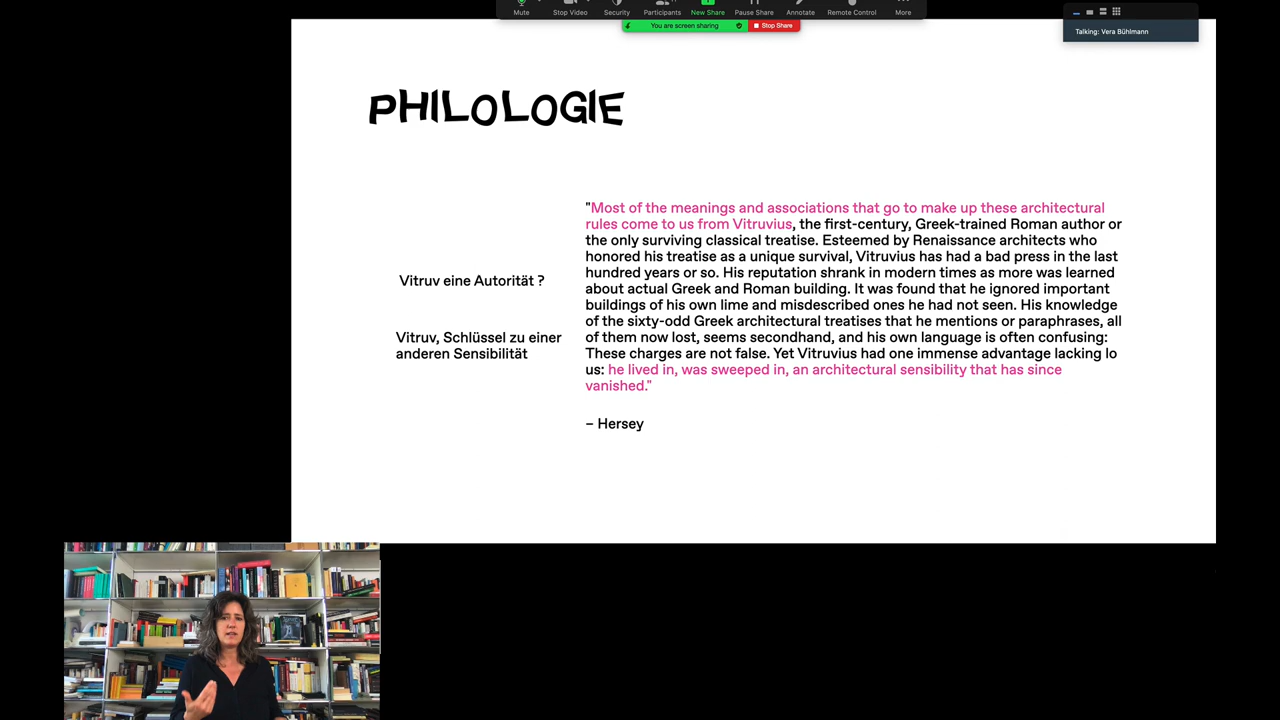 Mute
Stop Video
Security
Participants
New Share
Pause Share
Annotate
Remote Control
More
You are screen sharing
Stop Share
Talking: Vera Bühlmann
PHILOLOGIE
Vitruv eine Autorität ?
Vitruv, Schlüssel zu einer
anderen Sensibilität
"Most of the meanings and associations that go to make up these architectural
rules come to us from Vitruvius, the first-century, Greek-trained Roman author or
the only surviving classical treatise. Esteemed by Renaissance architects who
honored his treatise as a unique survival, Vitruvius has had a bad press in the last
hundred years or so. His reputation shrank in modern times as more was learned
about actual Greek and Roman building. It was found that he ignored important
buildings of his own lime and misdescribed ones he had not seen. His knowledge
of the sixty-odd Greek architectural treatises that he mentions or paraphrases, all
of them now lost, seems secondhand, and his own language is often confusing:
These charges are not false. Yet Vitruvius had one immense advantage lacking lo
us: he lived in, was sweeped in, an architectural sensibility that has since
vanished."
– Hersey